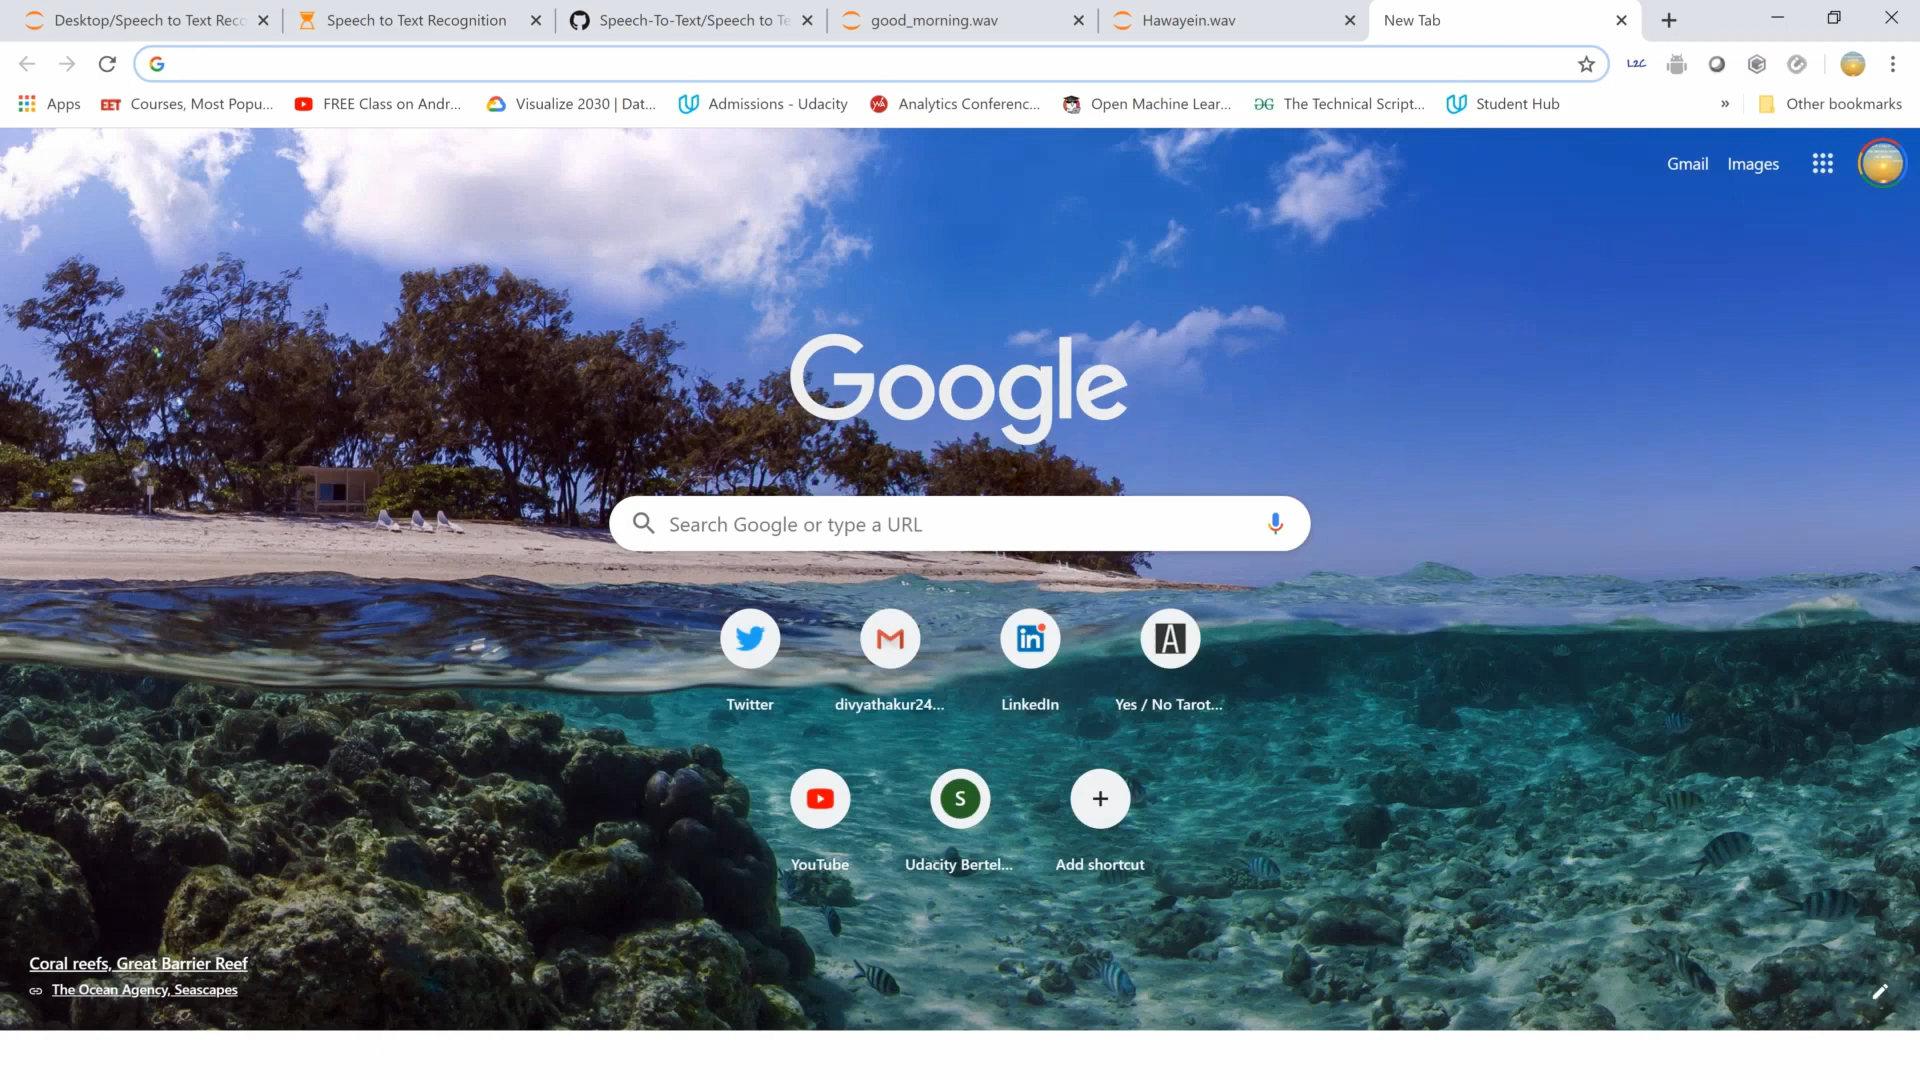 Desktop/Speech to Text Reco
Speech to Text Recognition
Speech-To-Text/Speech to Te
good_morning.wav
Hawayein.wav
New Tab
L2C
Apps
EET
Courses, Most Popu...
FREE Class on Andr...
Visualize 2030 | Dat...
Admissions - Udacity
Analytics Conferenc...
Open Machine Lear...
The Technical Script...
Student Hub
»
Other bookmarks
Gmail
Images
Google
Search Google or type a URL
Twitter
divyathakur24...
LinkedIn
Yes / No Tarot...
YouTube
S
Udacity Bertel...
Add shortcut
Coral reefs, Great Barrier Reef
The Ocean Agency, Seascapes